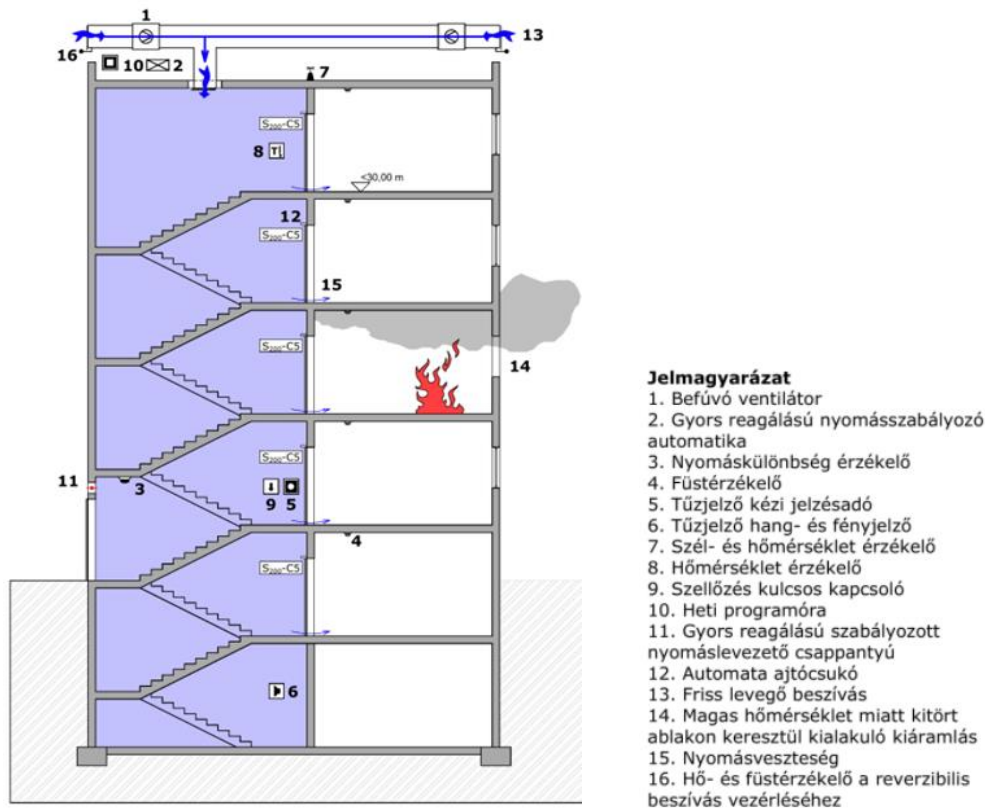 1
13
16
10
2
7
S200-C5
8
T
<30,00 m
12
S200-C5
15
S200-C5
14
S200-C5
11
3
9 5
4
S200-C5
6
Jelmagyarázat
1. Befúvó ventilátor
2. Gyors reagálású nyomásszabályozó
automatika
3. Nyomáskülönbség érzékelő
4. Füstérzékelő
5. Tűzjelző kézi jelzésadó
6. Tűzjelző hang- és fényjelző
7. Szél- és hőmérséklet érzékelő
8. Hőmérséklet érzékelő
9. Szellőzés kulcsos kapcsoló
10. Heti programóra
11. Gyors reagálású szabályozott
nyomáslevezető csappantyú
12. Automata ajtócsukó
13. Friss levegő beszívás
14. Magas hőmérséklet miatt kitört
ablakon keresztül kialakuló kiáramlás
15. Nyomásveszteség
16. Hő- és füstérzékelő a reverzibilis
beszívás vezérléséhez